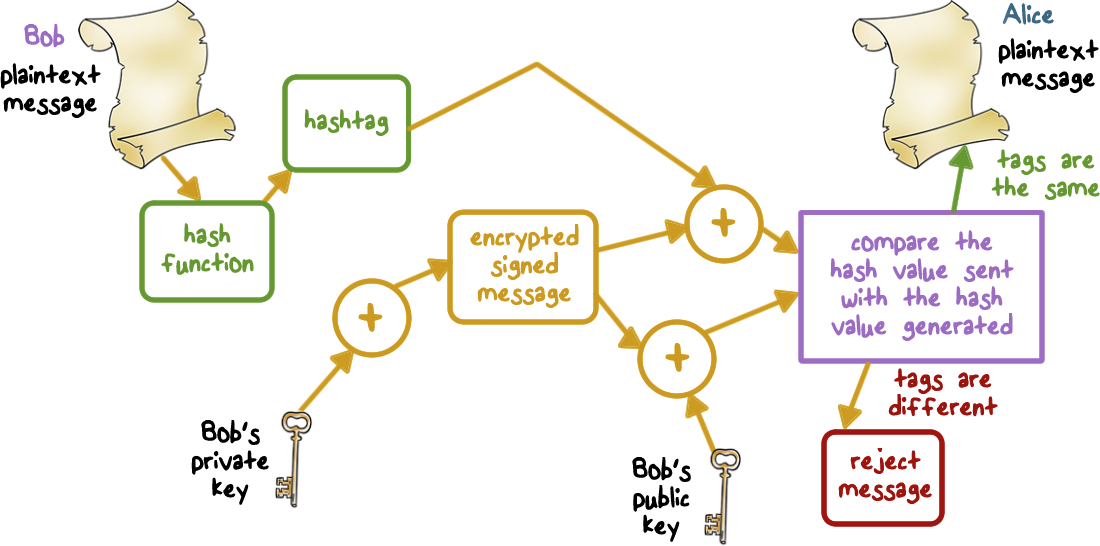 Bob
plaintext
message
hash
function
hashtag
Bob's
private
key
+
encrypted
signed
message
+
+
Bob's
public
key
compare the
hash value sent
with the hash
value generated
tags are
the same
Alice
plaintext
message
tags are
different
reject
message